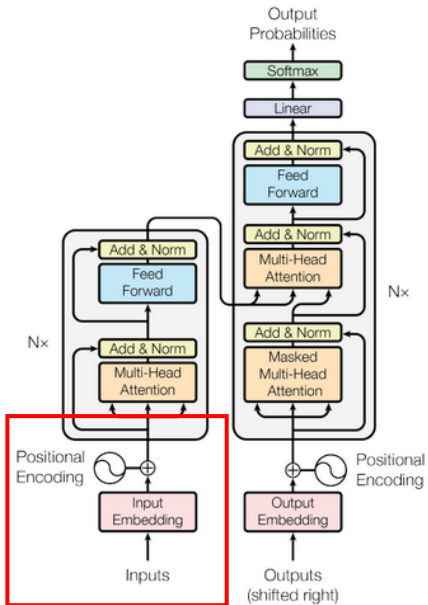 Output
Probabilities
Softmax
Linear
Add & Norm
Feed
Forward
Add & Norm
Multi-Head
Attention
Nx
Add & Norm
Masked
Multi-Head
Attention
Add & Norm
Feed
Forward
Nx
Add & Norm
Multi-Head
Attention
Positional
Encoding
Input
Embedding
Inputs
Positional
Encoding
Output
Embedding
Outputs
(shifted right)